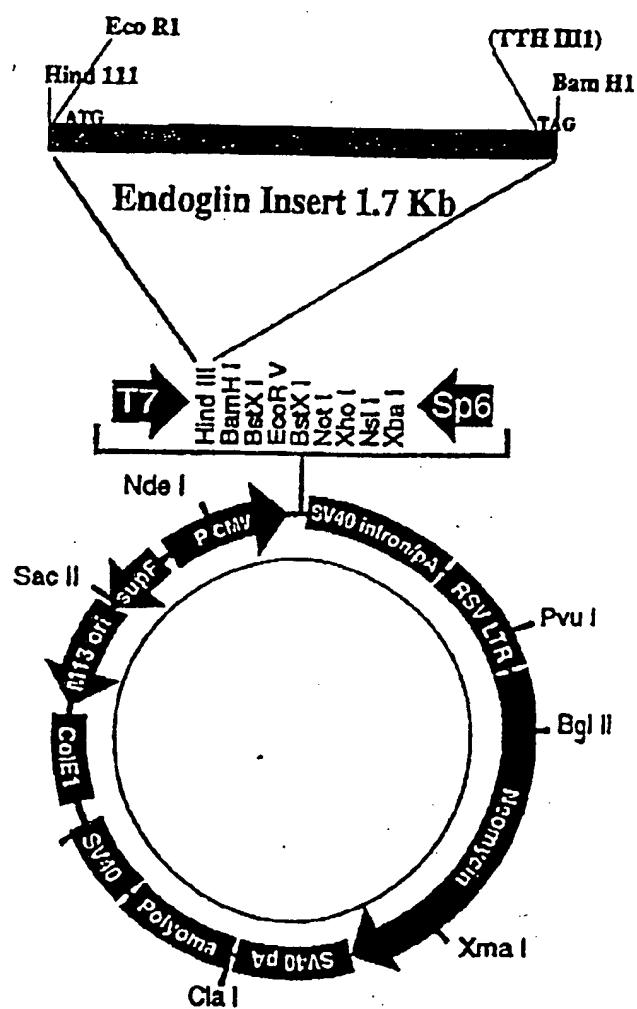 Eco R1
(TTH III1)
Hind 111
Bam H1
ATG
TAG
Endoglin Insert 1.7 Kb
T7
Hind III
BamH I
BstX I
EcoR V
BstX I
Not I
Xho I
Nsi I
Xba I
Sp6
Nde I
P CMV
SV40 intron/pA
Sac II
supF
RSV LTR
Pvu I
M13 ori
Bgl II
ColE1
Neomycin
SV40
Polyoma
SV40 pA
Xma I
Cla I